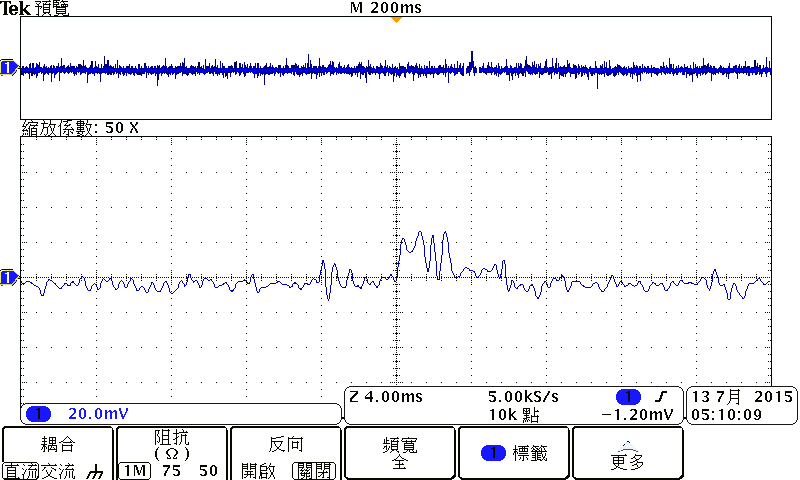 Tek 預覽 M 200ms
1
縮放係數: 50 X
1
1 20.0mV
Z 4.00ms 5.00kS/s 1
10k 點 −1.20mV
13 7月 2015
05:10:09
耦合
直流 交流
阻抗
(Ω)
1M 75 50
反向
開啟 關閉
頻寬
全
1 標籤
更多